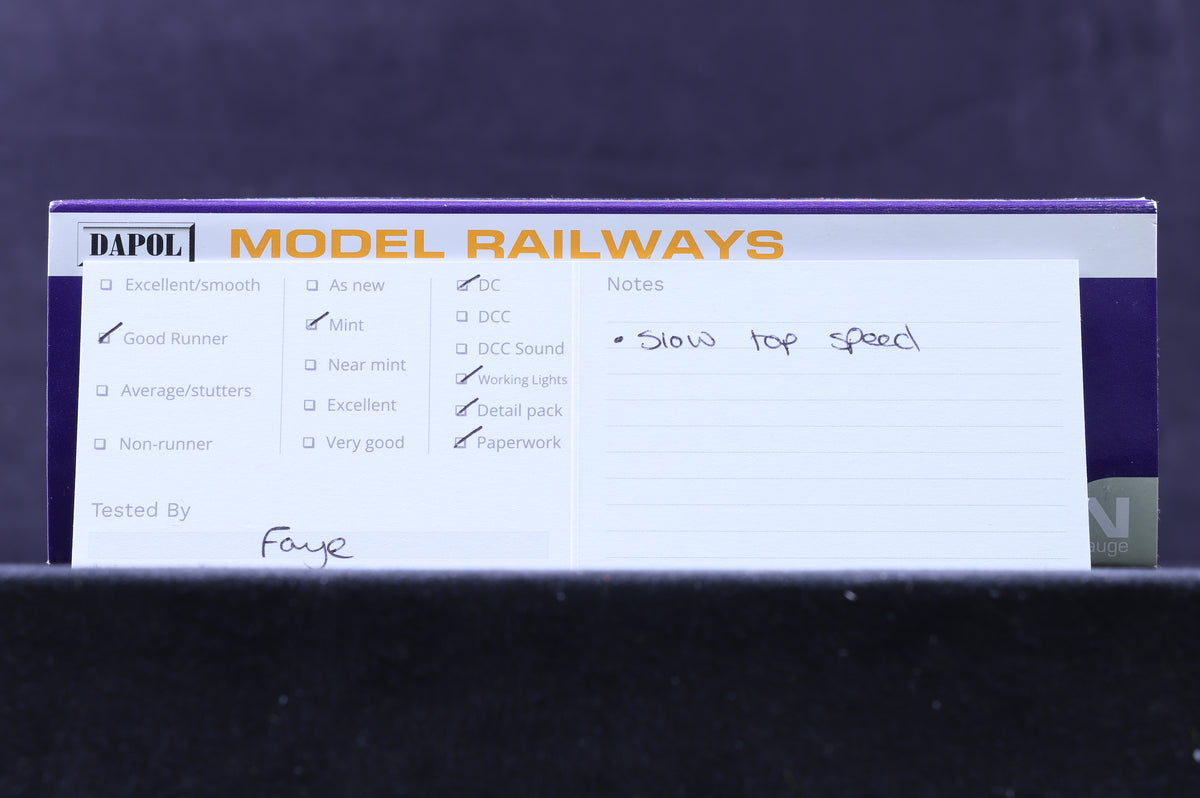 DAPOL MODEL RAILWAYS
Excellent/smooth
Good Runner
Average/stutters
Non-runner
As new
Mint
Near mint
Excellent
Very good
DC
DCC
DCC Sound
Working Lights
Detail pack
Paperwork
Tested By
Faye
Notes
• Slow top speed
N